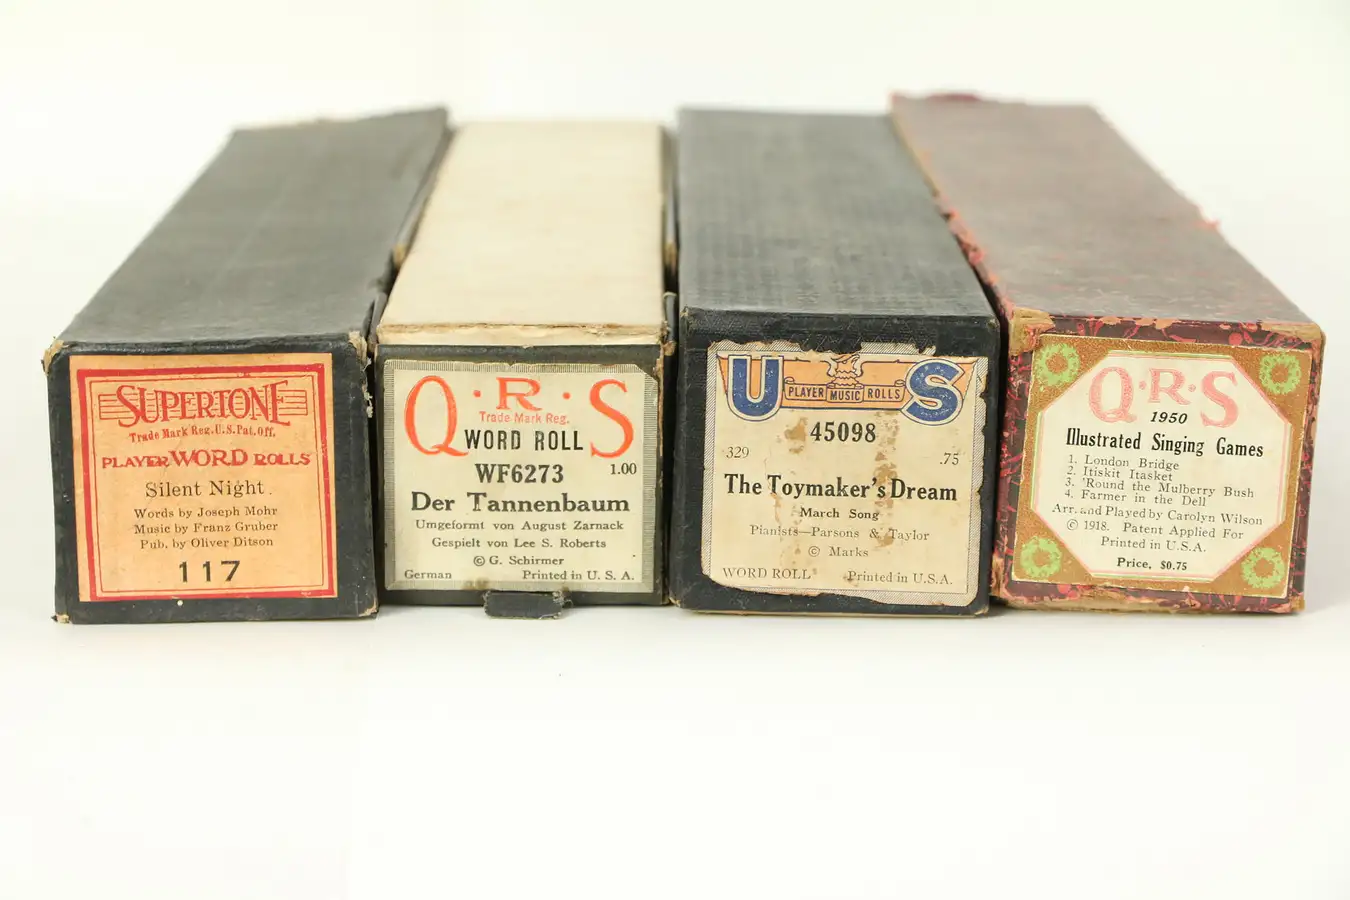 SUPERTONE
Trade Mark Reg. U.S. Pat. Off.
PLAYER WORD ROLLS
Silent Night
Words by Joseph Mohr
Music by Franz Gruber
Pub. by Oliver Ditson
117
Q·R·S
Trade Mark Reg.
WORD ROLL
WF6273
1.00
Der Tannenbaum
Umgeformt von August Zarnack
Gespielt von Lee S. Roberts
© G. Schirmer
German Printed in U. S. A.
U S
PLAYER MUSIC ROLLS
45098
329 .75
The Toymaker's Dream
March Song
Pianists—Parsons & Taylor
© Marks
WORD ROLL Printed in U.S.A.
Q·R·S
1950
Illustrated Singing Games
1. London Bridge
2. Itiskit Itasket
3. 'Round the Mulberry Bush
4. Farmer in the Dell
Arr. and Played by Carolyn Wilson
© 1918. Patent Applied For
Printed in U.S.A.
Price, $0.75